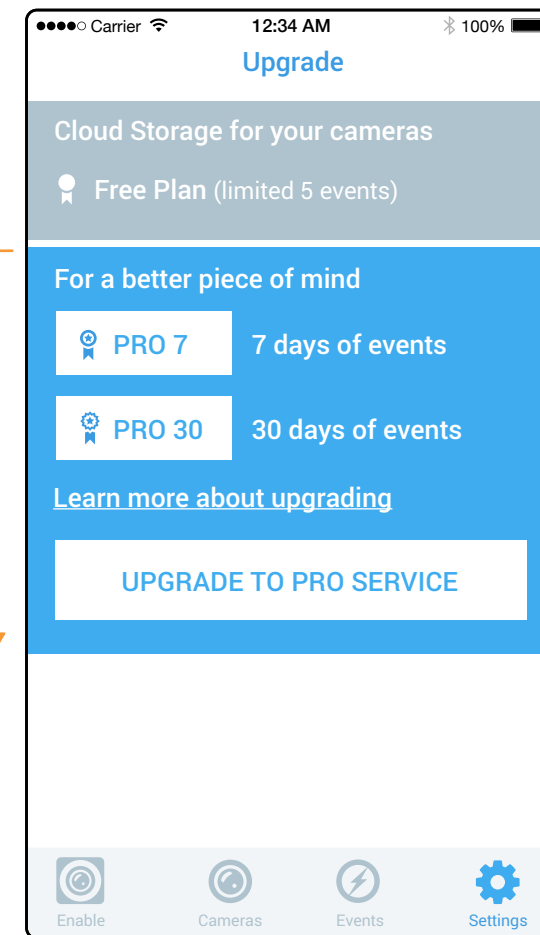 Carrier 12:34 AM 100%
Upgrade
Cloud Storage for your cameras
Free Plan (limited 5 events)
For a better piece of mind
PRO 7 7 days of events
PRO 30 30 days of events
Learn more about upgrading
UPGRADE TO PRO SERVICE
Enable Cameras Events Settings